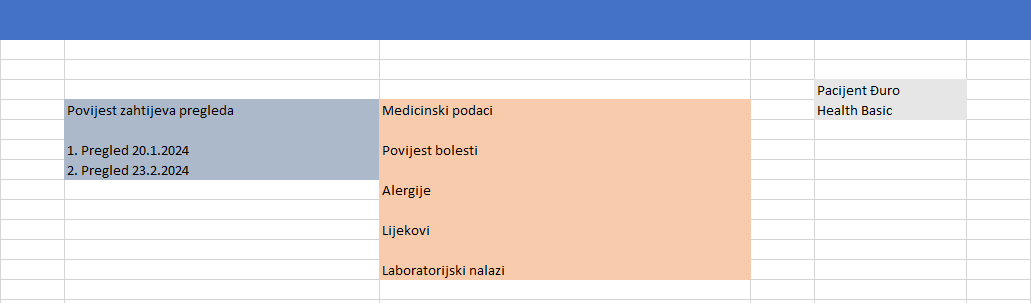 Povijest zahtijeva pregleda
1. Pregled 20.1.2024
2. Pregled 23.2.2024
Medicinski podaci
Povijest bolesti
Alergije
Lijekovi
Laboratorijski nalazi
Pacijent Đuro
Health Basic